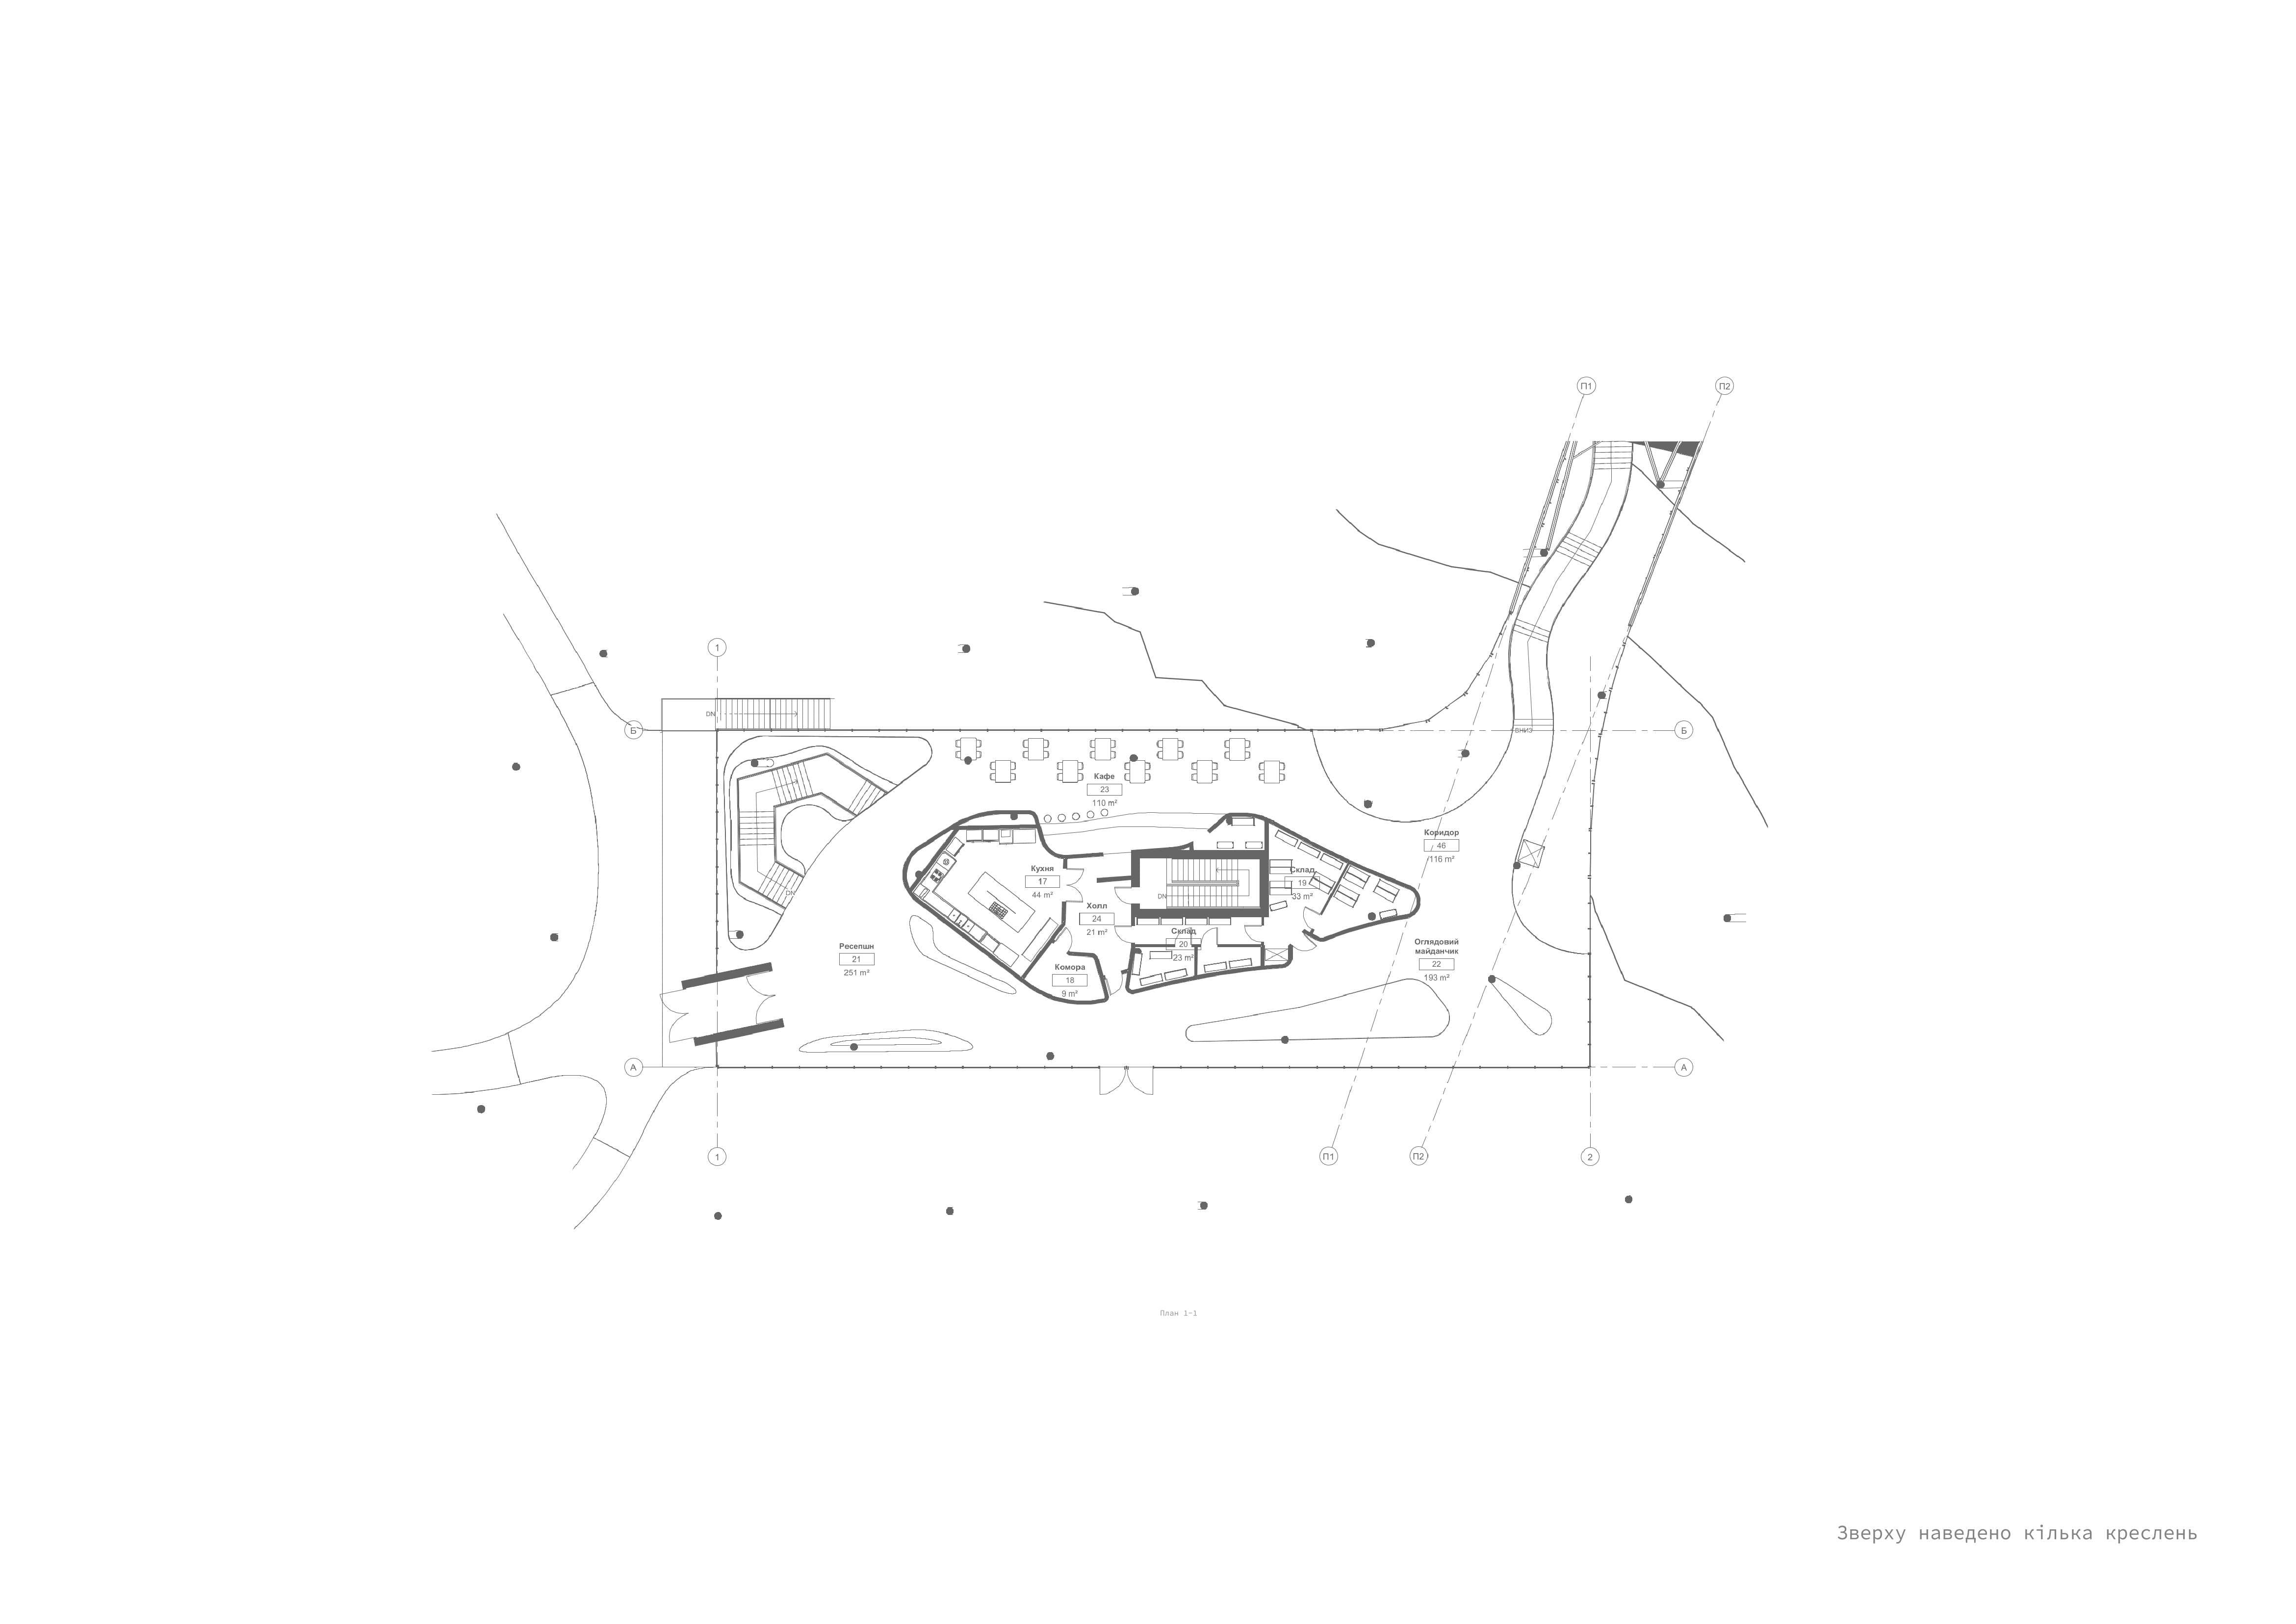 П1
П2
1
DN
Б
Б
ВНИЗ
Кафе
23
110 m²
Коридор
46
116 m²
Кухня
17
44 m²
Склад
19
33 m²
DN
DN
Холл
24
21 m²
Склад
20
23 m²
Ресепшн
21
251 m²
Оглядовий
майданчик
22
193 m²
Комора
18
9 m²
А
А
1
П1
П2
2
План 1-1
Зверху наведено кілька креслень